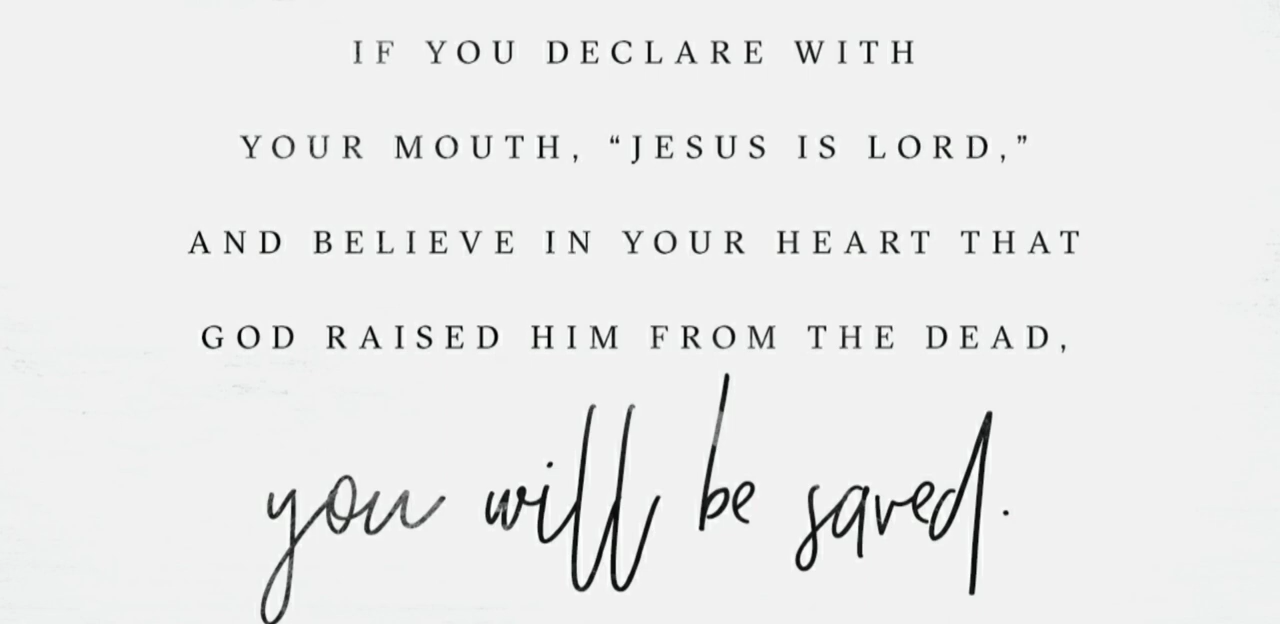 IF YOU DECLARE WITH
YOUR MOUTH, “JESUS IS LORD,”
AND BELIEVE IN YOUR HEART THAT
GOD RAISED HIM FROM THE DEAD,
you will be saved.